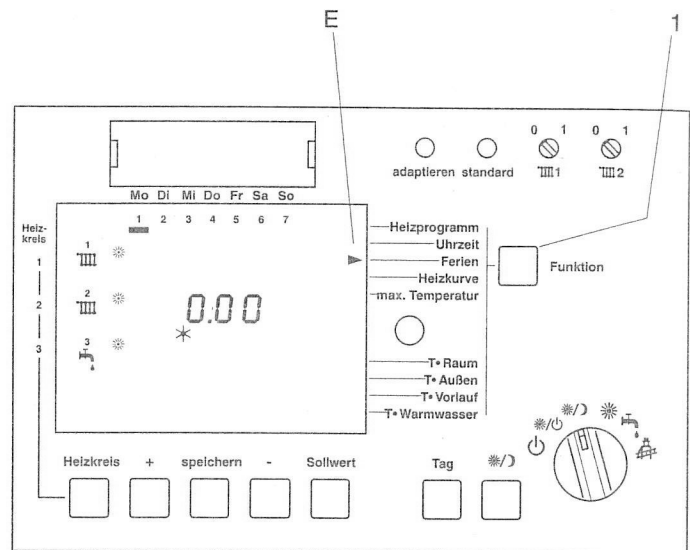 E 1
0 1 0 1
adaptieren standard 1 2
Mo Di Mi Do Fr Sa So
1 2 3 4 5 6 7
Heiz-
kreis
1
2
3
1
2
3
0.00
Heizprogramm
Uhrzeit
Ferien
Heizkurve
max. Temperatur
Funktion
T• Raum
T• Außen
T• Vorlauf
T• Warmwasser
Heizkreis + speichern - Sollwert
Tag